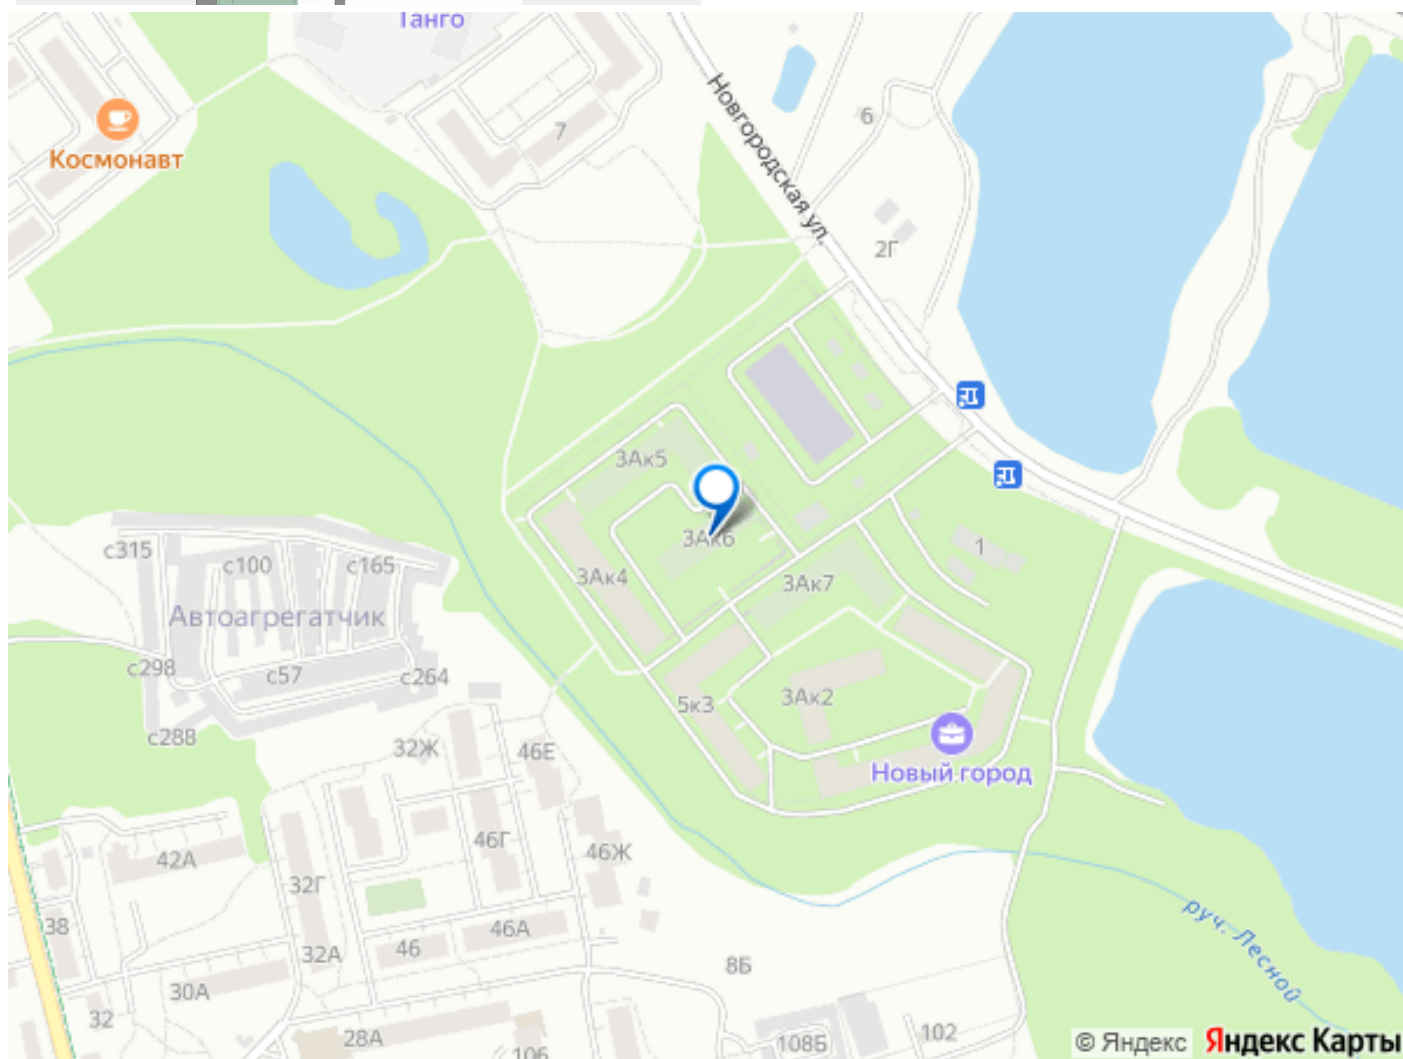 Танго
Новгородская ул.
6
7
Космонавт
2Г
3Ак5
3Ак6
1
с315
с100
с165
3Ак4
3Ак7
Автоагрегатчик
с298
с57
с264
5к3
3Ак2
с288
32Ж
46Е
Новый город
42А
46Г
46Ж
32Г
38
32А
46
46А
8Б
руч. Лесной
30А
32
28А
106
108Б
102
© Яндекс Яндекс Карты